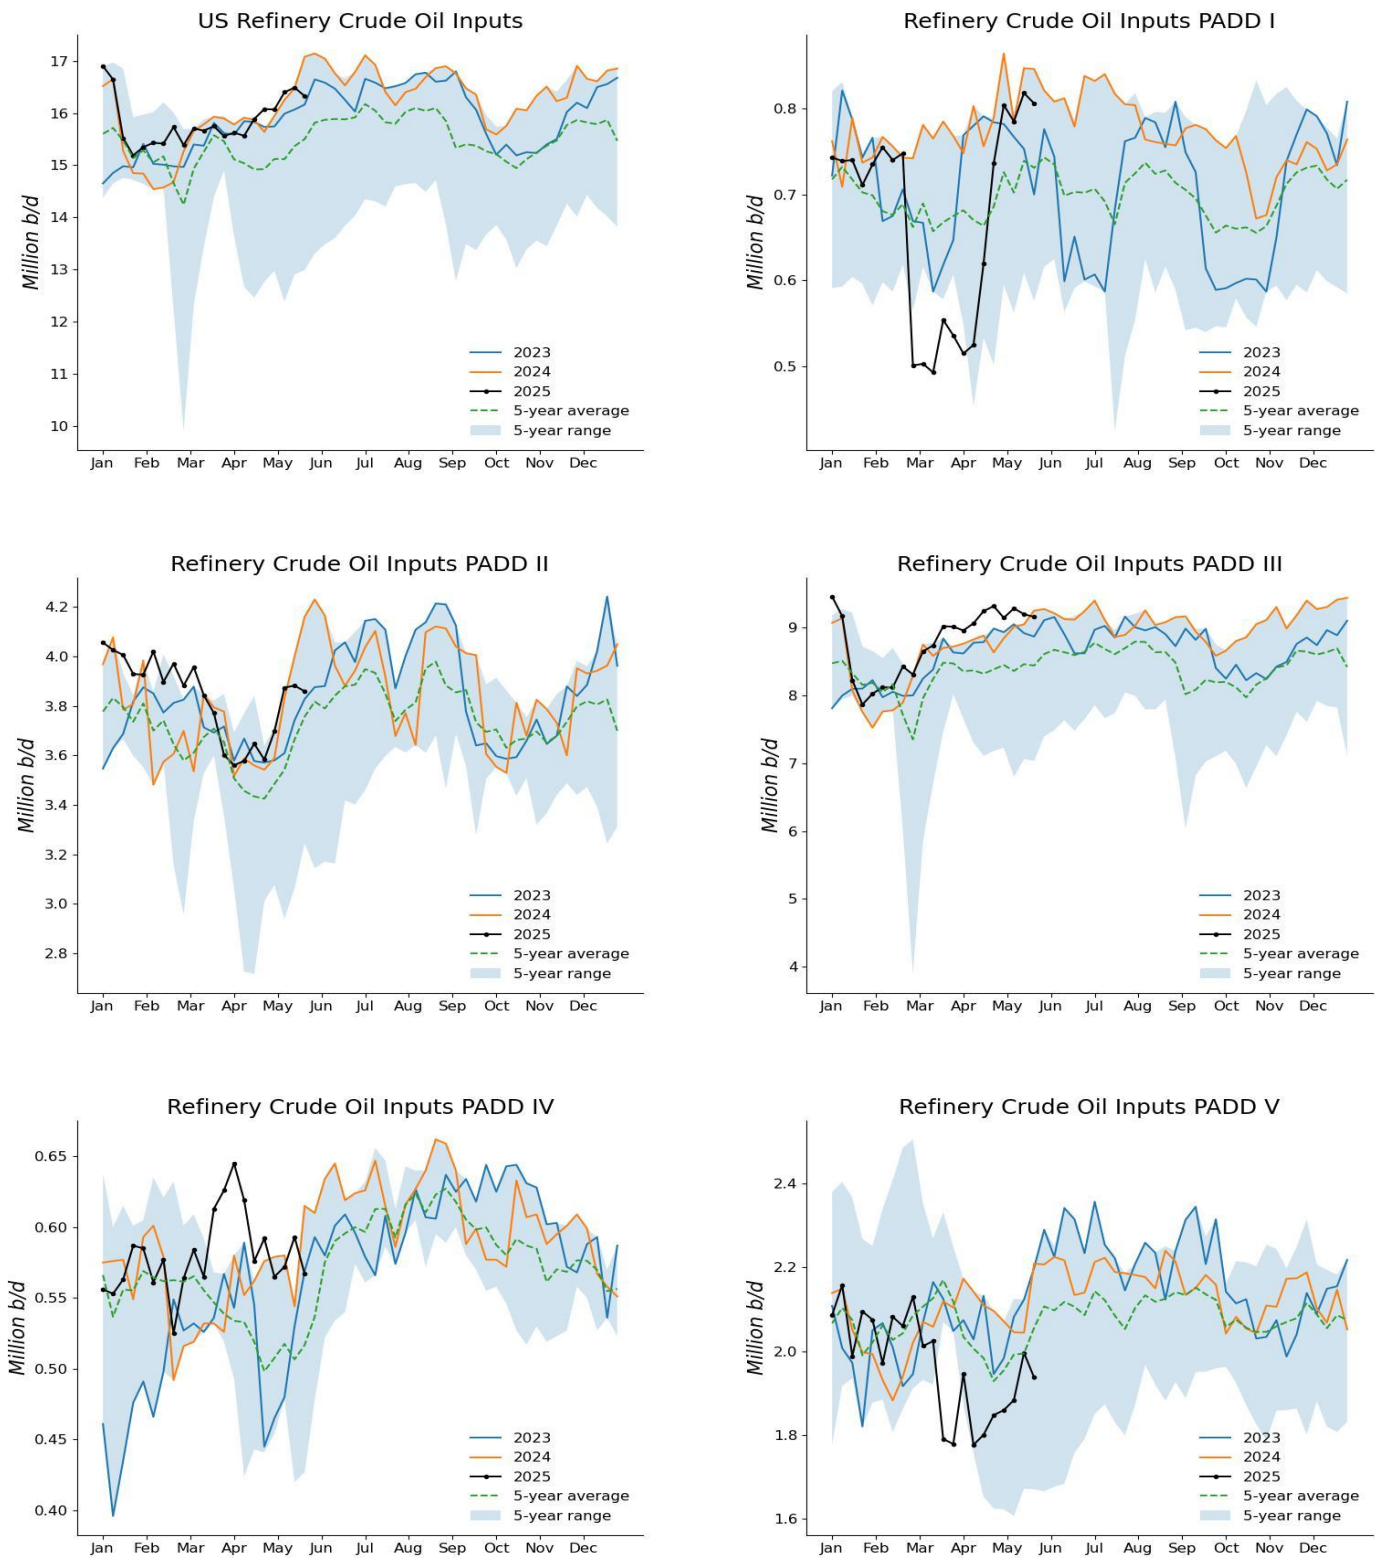 US Refinery Crude Oil Inputs
Million b/d
17
16
15
14
13
12
11
10
Jan Feb Mar Apr May Jun Jul Aug Sep Oct Nov Dec
2023
2024
2025
5-year average
5-year range
Refinery Crude Oil Inputs PADD I
Million b/d
0.8
0.7
0.6
0.5
Jan Feb Mar Apr May Jun Jul Aug Sep Oct Nov Dec
2023
2024
2025
5-year average
5-year range
Refinery Crude Oil Inputs PADD II
Million b/d
4.2
4.0
3.8
3.6
3.4
3.2
3.0
2.8
Jan Feb Mar Apr May Jun Jul Aug Sep Oct Nov Dec
2023
2024
2025
5-year average
5-year range
Refinery Crude Oil Inputs PADD III
Million b/d
9
8
7
6
5
4
Jan Feb Mar Apr May Jun Jul Aug Sep Oct Nov Dec
2023
2024
2025
5-year average
5-year range
Refinery Crude Oil Inputs PADD IV
Million b/d
0.65
0.60
0.55
0.50
0.45
0.40
Jan Feb Mar Apr May Jun Jul Aug Sep Oct Nov Dec
2023
2024
2025
5-year average
5-year range
Refinery Crude Oil Inputs PADD V
Million b/d
2.4
2.2
2.0
1.8
1.6
Jan Feb Mar Apr May Jun Jul Aug Sep Oct Nov Dec
2023
2024
2025
5-year average
5-year range